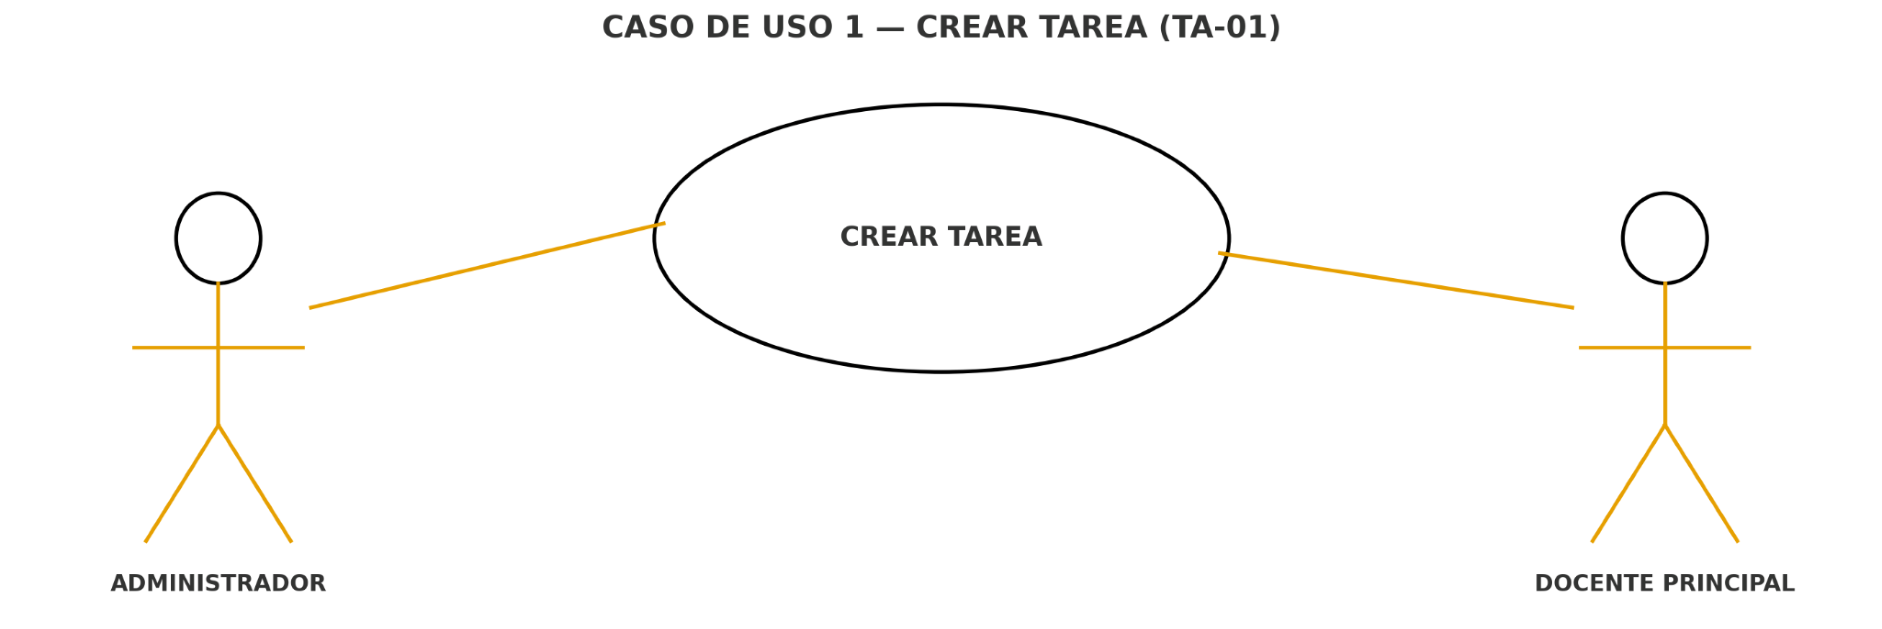 CASO DE USO 1 — CREAR TAREA (TA-01)
CREAR TAREA
ADMINISTRADOR
DOCENTE PRINCIPAL